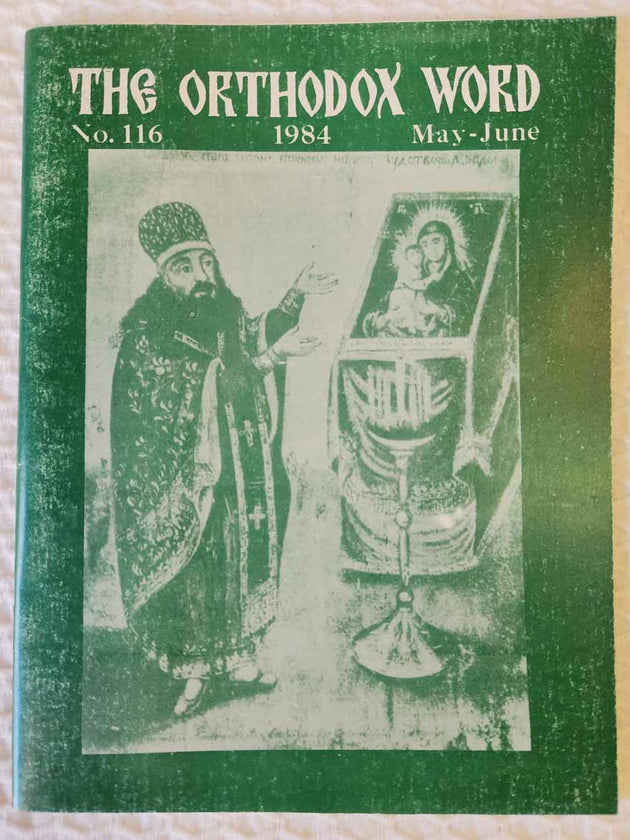 THE ORTHODOX WORD
No. 116 1984 May-June